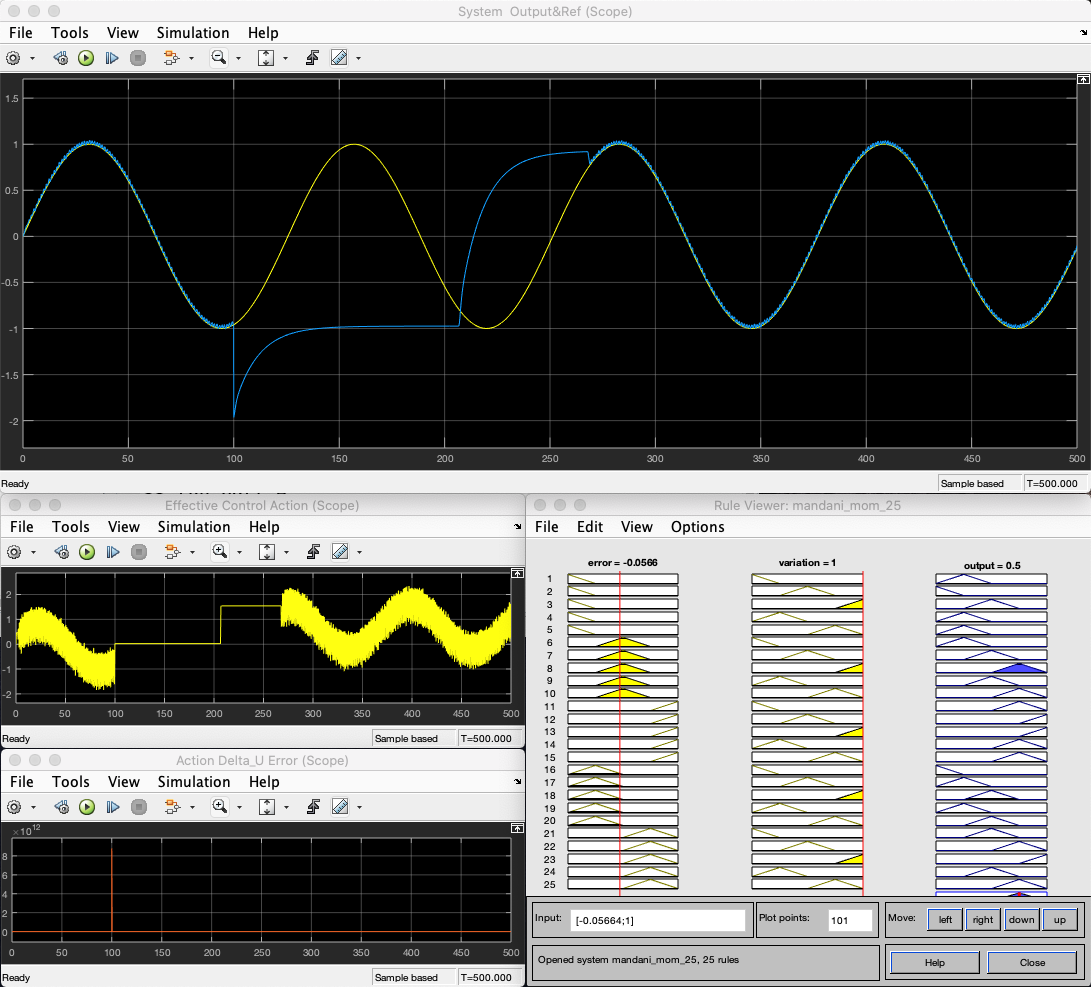 System Output&Ref (Scope)
File Tools View Simulation Help
1.5
1
0.5
0
-0.5
-1
-1.5
-2
0 50 100 150 200 250 300 350 400 450 500
Ready Sample based T=500.000
Effective Control Action (Scope)
File Tools View Simulation Help
2
1
0
-1
-2
0 50 100 150 200 250 300 350 400 450 500
Ready Sample based T=500.000
Action Delta_U Error (Scope)
File Tools View Simulation Help
×10^12
8
6
4
2
0
0 50 100 150 200 250 300 350 400 450 500
Ready Sample based T=500.000
Rule Viewer: mandani_mom_25
File Edit View Options
error = -0.0566 variation = 1 output = 0.5
1
2
3
4
5
6
7
8
9
10
11
12
13
14
15
16
17
18
19
20
21
22
23
24
25
Input: [-0.05664;1] Plot points: 101 Move: left right down up
Opened system mandani_mom_25, 25 rules Help Close